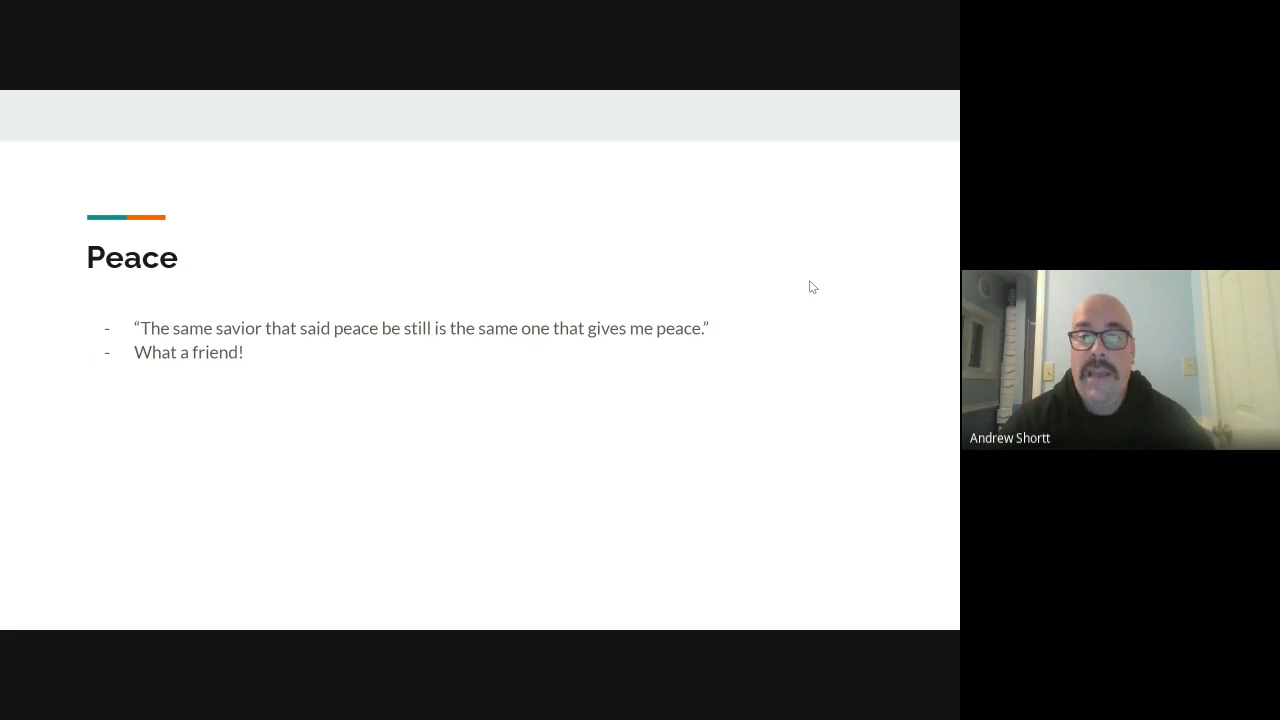 Peace
- “The same savior that said peace be still is the same one that gives me peace.”
- What a friend!
Andrew Shortt